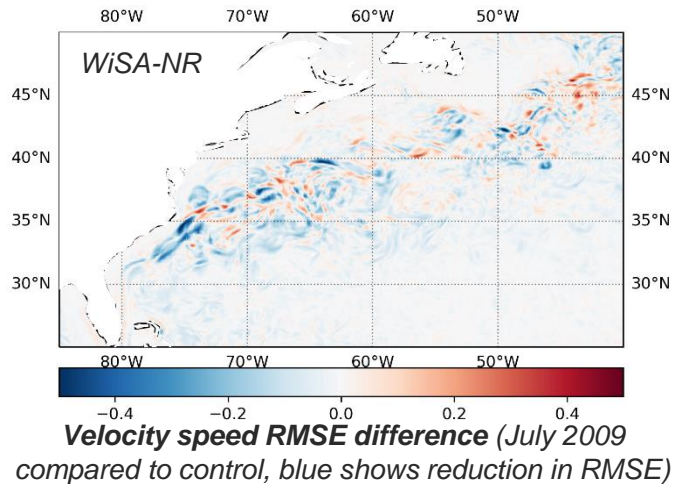 80°W 70°W 60°W 50°W
WiSA-NR
45°N 45°N
40°N 40°N
35°N 35°N
30°N 30°N
80°W 70°W 60°W 50°W
−0.4 −0.2 0.0 0.2 0.4
Velocity speed RMSE difference (July 2009
compared to control, blue shows reduction in RMSE)